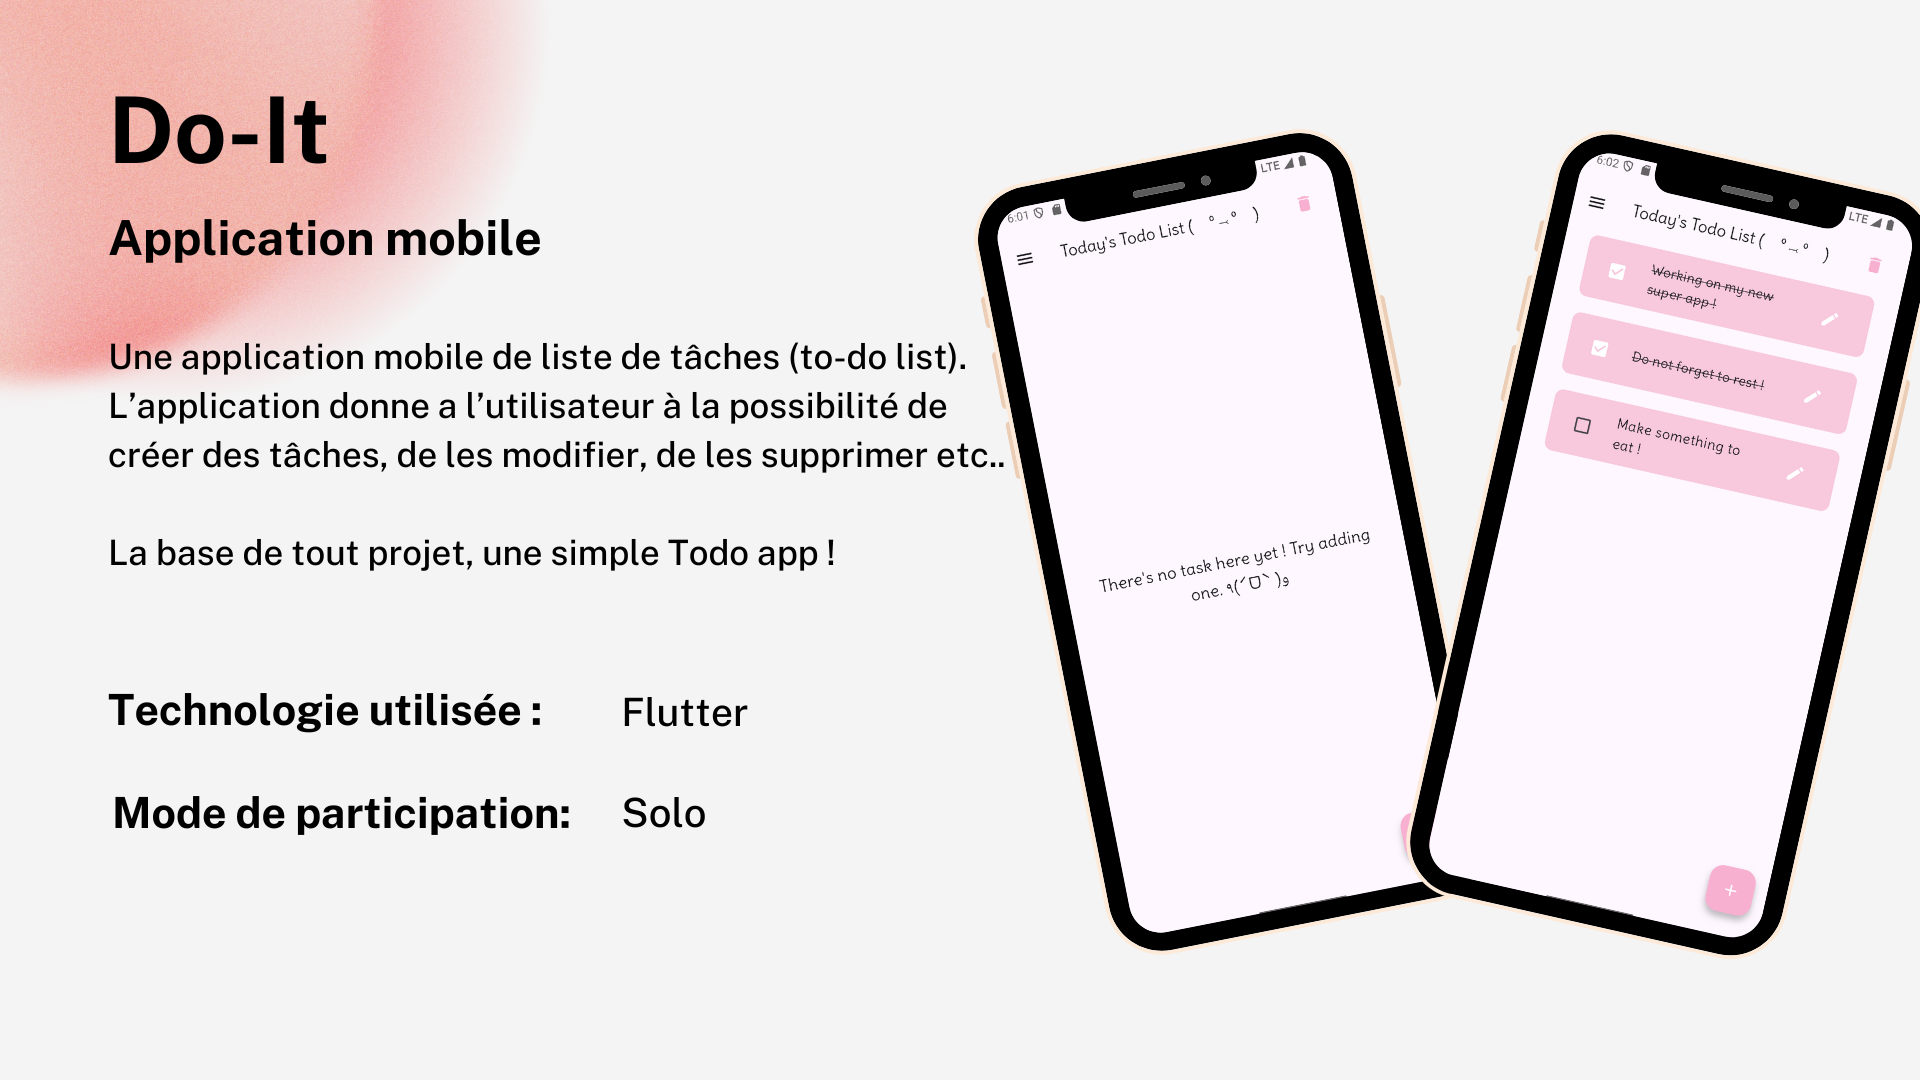 Do-It
Application mobile
Une application mobile de liste de tâches (to-do list).
L’application donne a l’utilisateur à la possibilité de
créer des tâches, de les modifier, de les supprimer etc..
La base de tout projet, une simple Todo app !
Technologie utilisée :
Flutter
Mode de participation:
Solo
6:01
LTE
Today's Todo List ( ° ͜ ° )
There's no task here yet ! Try adding
one. ٩(ˊᗜˋ )و
6:02
LTE
Today's Todo List ( ° ͜ ° )
Working on my new
super app !
Do not forget to rest !
Make something to
eat !
+